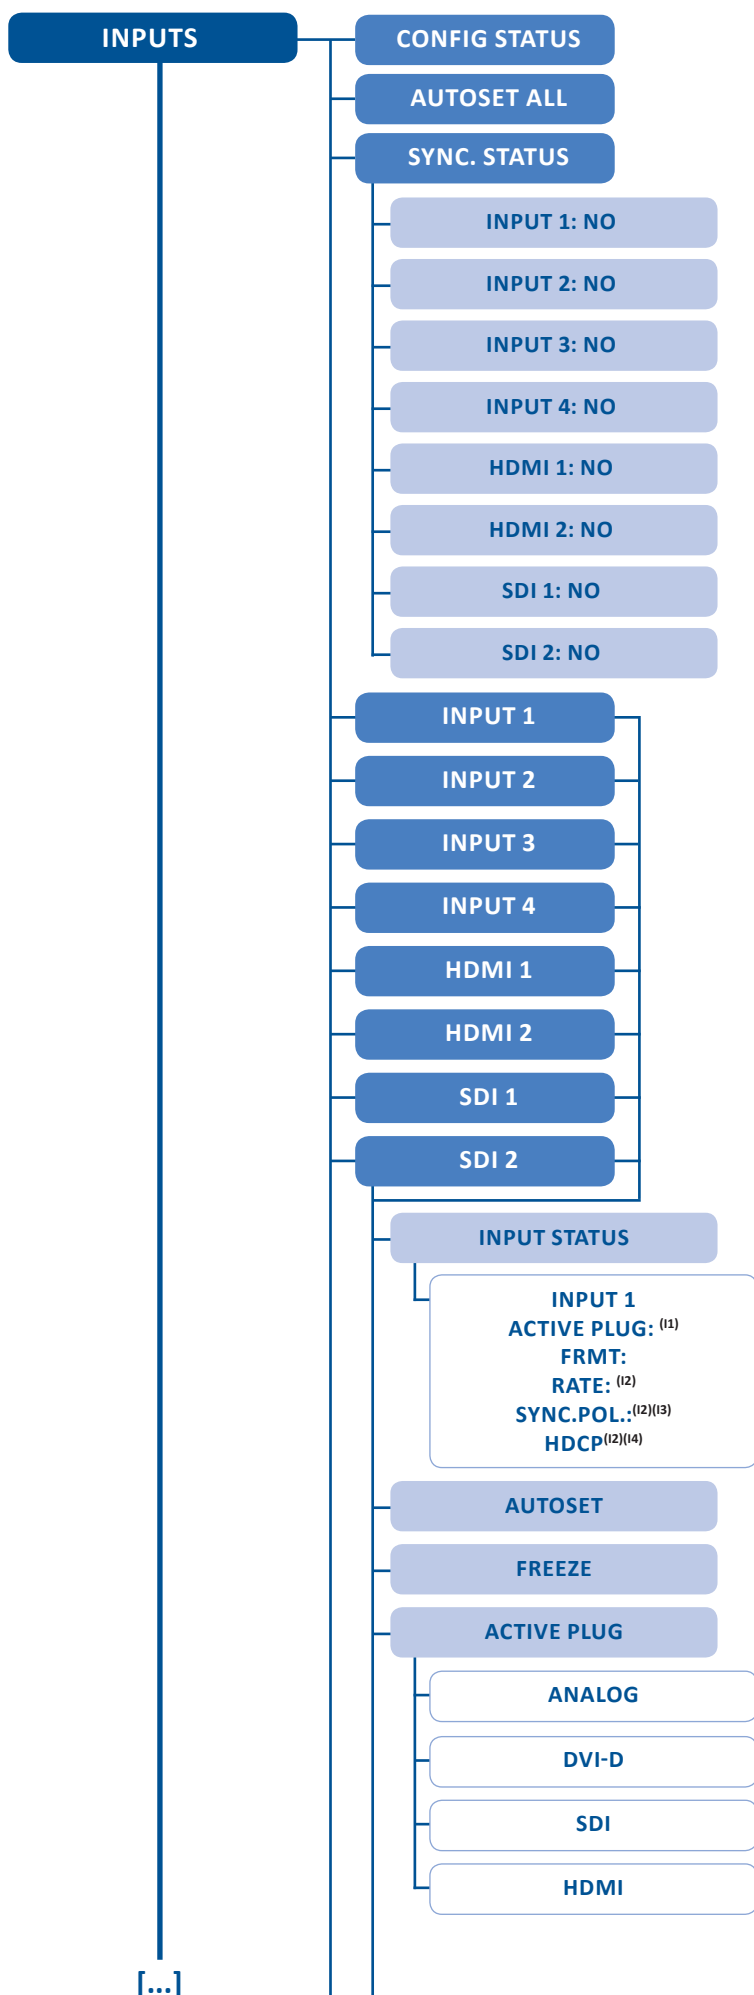 INPUTS
CONFIG STATUS
AUTOSET ALL
SYNC. STATUS
INPUT 1: NO
INPUT 2: NO
INPUT 3: NO
INPUT 4: NO
HDMI 1: NO
HDMI 2: NO
SDI 1: NO
SDI 2: NO
INPUT 1
INPUT 2
INPUT 3
INPUT 4
HDMI 1
HDMI 2
SDI 1
SDI 2
INPUT STATUS
INPUT 1
ACTIVE PLUG: (I1)
FRMT:
RATE: (I2)
SYNC.POL.:(I2)(I3)
HDCP(I2)(I4)
AUTOSET
FREEZE
ACTIVE PLUG
ANALOG
DVI-D
SDI
HDMI
[...]